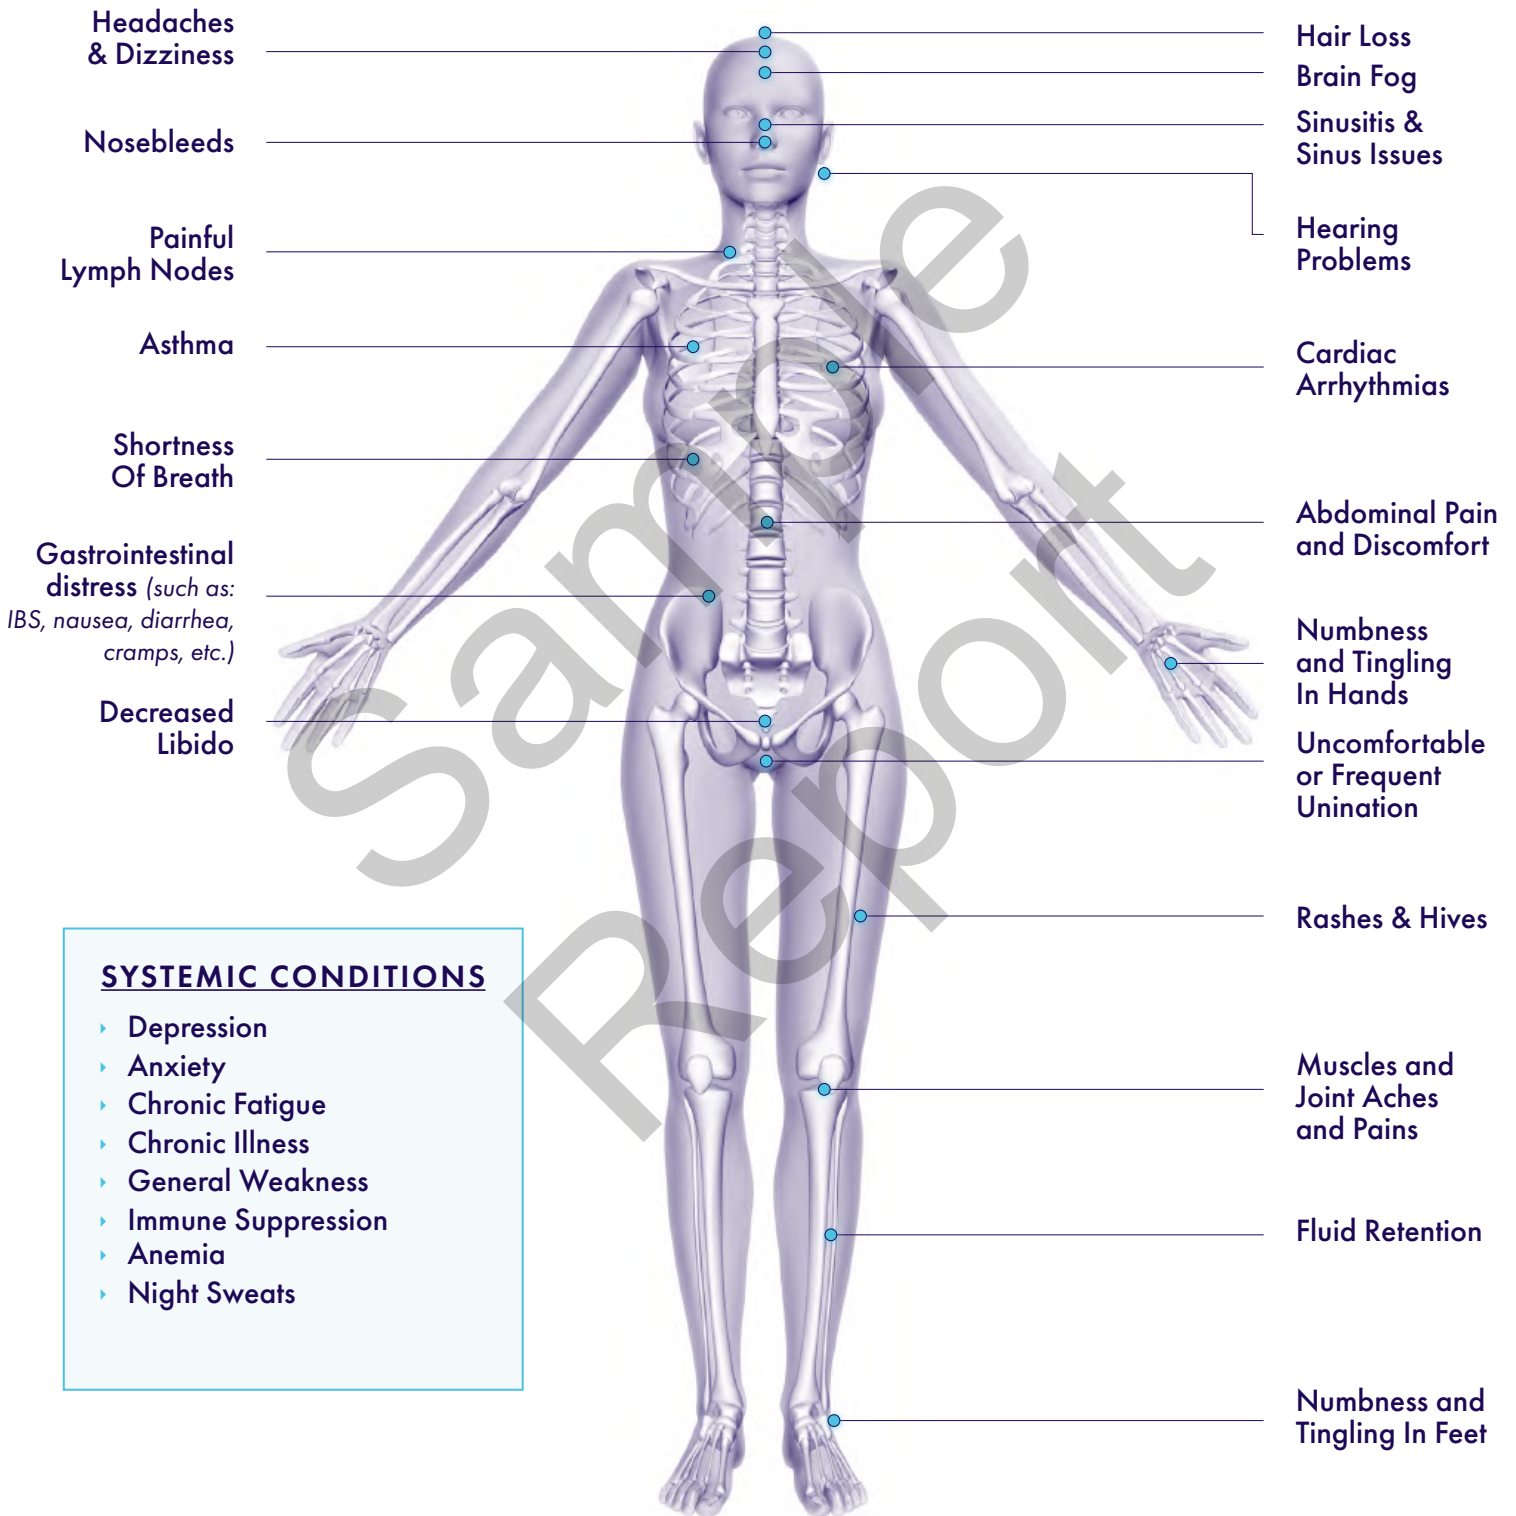 Headaches
& Dizziness
Nosebleeds
Painful
Lymph Nodes
Asthma
Shortness
Of Breath
Gastrointestinal
distress (such as:
IBS, nausea, diarrhea,
cramps, etc.)
Decreased
Libido
Hair Loss
Brain Fog
Sinusitis &
Sinus Issues
Hearing
Problems
Cardiac
Arrhythmias
Abdominal Pain
and Discomfort
Numbness
and Tingling
In Hands
Uncomfortable
or Frequent
Unination
Rashes & Hives
Muscles and
Joint Aches
and Pains
Fluid Retention
Numbness and
Tingling In Feet
SYSTEMIC CONDITIONS
Depression
Anxiety
Chronic Fatigue
Chronic Illness
General Weakness
Immune Suppression
Anemia
Night Sweats
Sample
Report